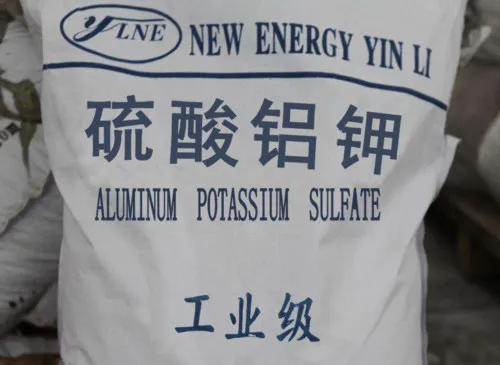 YLNE NEW ENERGY YIN LI
硫酸铝钾
ALUMINUM POTASSIUM SULFATE
工业级